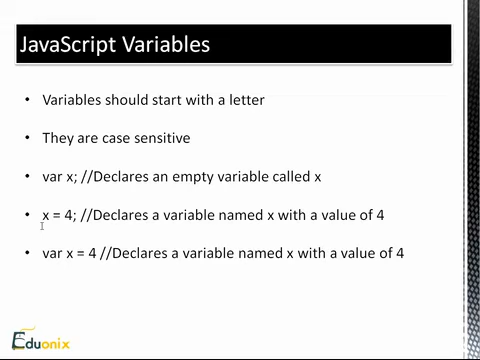 JavaScript Variables
• Variables should start with a letter
• They are case sensitive
• var x; //Declares an empty variable called x
• x = 4; //Declares a variable named x with a value of 4
• var x = 4 //Declares a variable named x with a value of 4
Eduonix